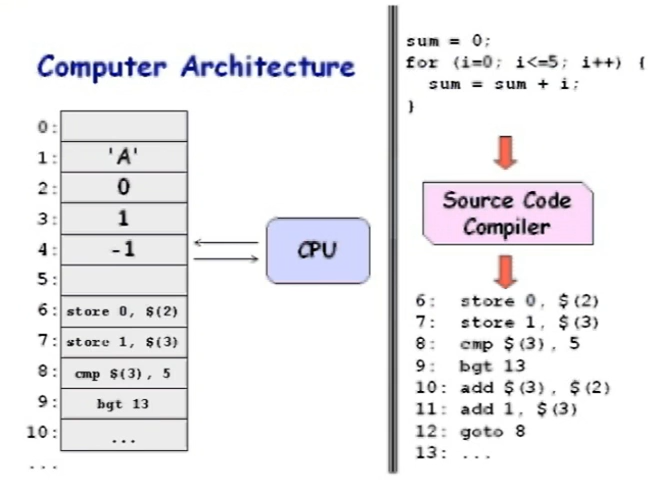 Computer Architecture
0:
1: 'A'
2: 0
3: 1
4: -1
5:
6: store 0, $(2)
7: store 1, $(3)
8: cmp $(3), 5
9: bgt 13
10: ...
...
CPU
sum = 0;
for (i=0; i<=5; i++) {
sum = sum + i;
}
Source Code
Compiler
6: store 0, $(2)
7: store 1, $(3)
8: cmp $(3), 5
9: bgt 13
10: add $(3), $(2)
11: add 1, $(3)
12: goto 8
13: ...